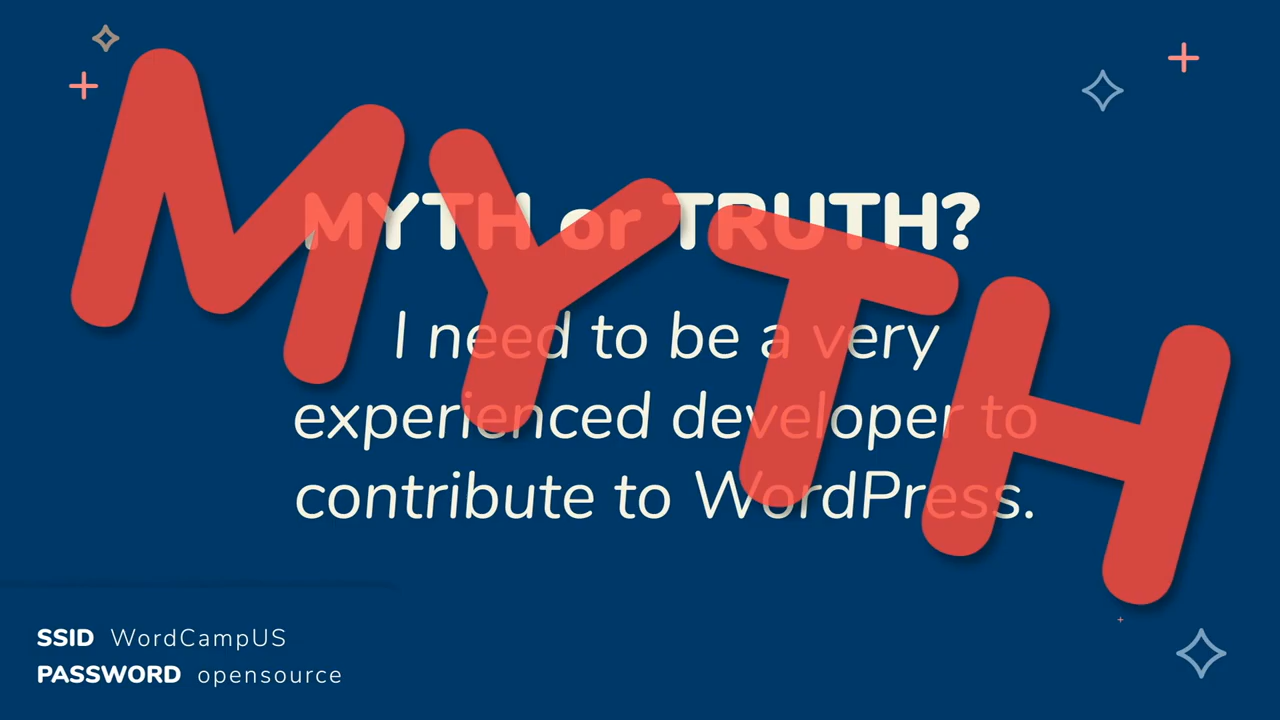 MYTH or TRUTH?
I need to be a very
experienced developer to
contribute to WordPress.
MYTH
SSID WordCampUS
PASSWORD opensource